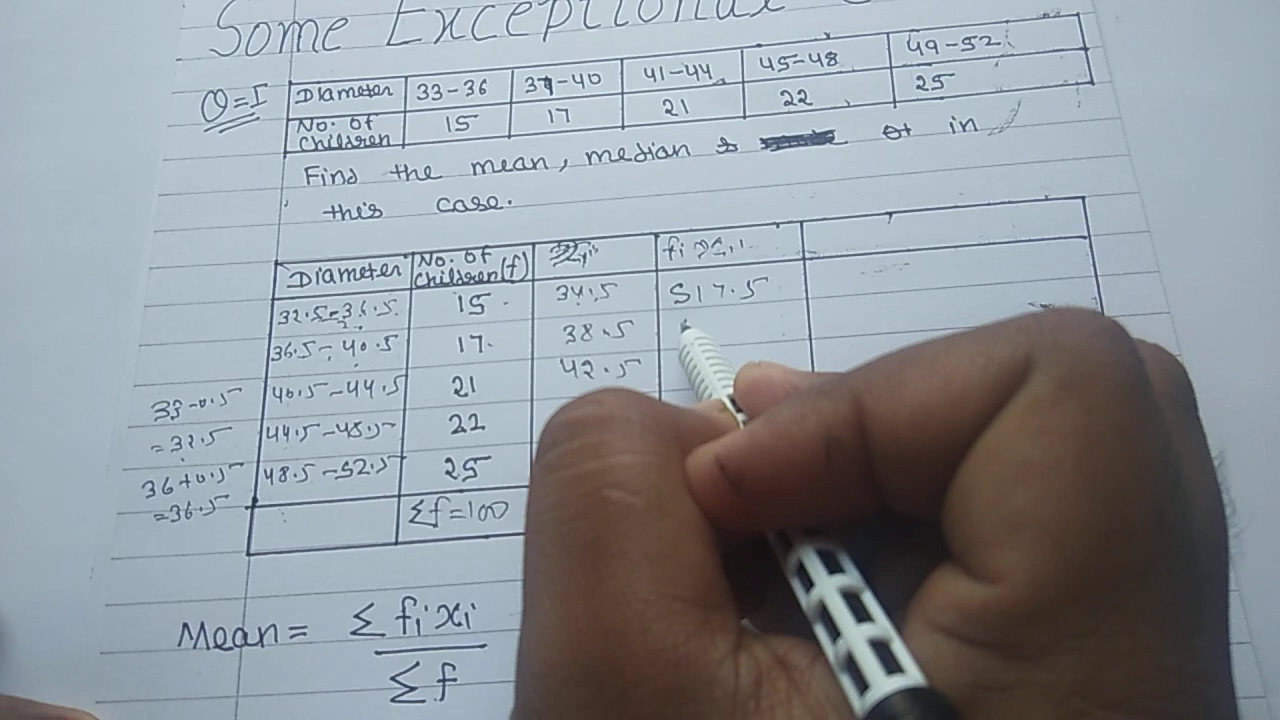 Some Exceptional
Q=I
Diameter 33-36 37-40 41-44 45-48 49-52
No. of Children 15 17 21 22 25
Find the mean, median & of in
this case.
Diameter No. of Children(f) xi fixi
32.5-36.5 15 34.5 517.5
36.5-40.5 17 38.5
40.5-44.5 21 42.5
44.5-48.5 22
48.5-52.5 25
Σf=100
33-0.5
=32.5
36+0.5
=36.5
Mean = Σfixi
Σf